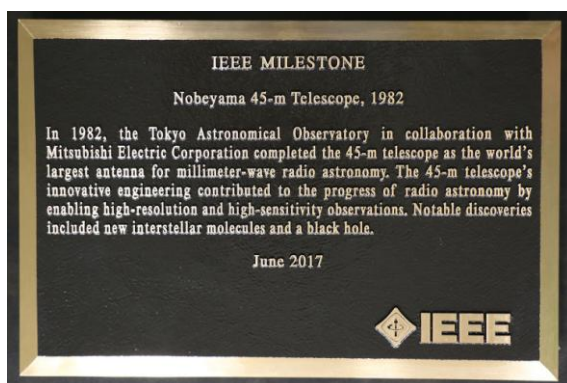 IEEE MILESTONE
Nobeyama 45-m Telescope, 1982
In 1982, the Tokyo Astronomical Observatory in collaboration with
Mitsubishi Electric Corporation completed the 45-m telescope as the world's
largest antenna for millimeter-wave radio astronomy. The 45-m telescope's
innovative engineering contributed to the progress of radio astronomy by
enabling high-resolution and high-sensitivity observations. Notable discoveries
included new interstellar molecules and a black hole.
June 2017
IEEE